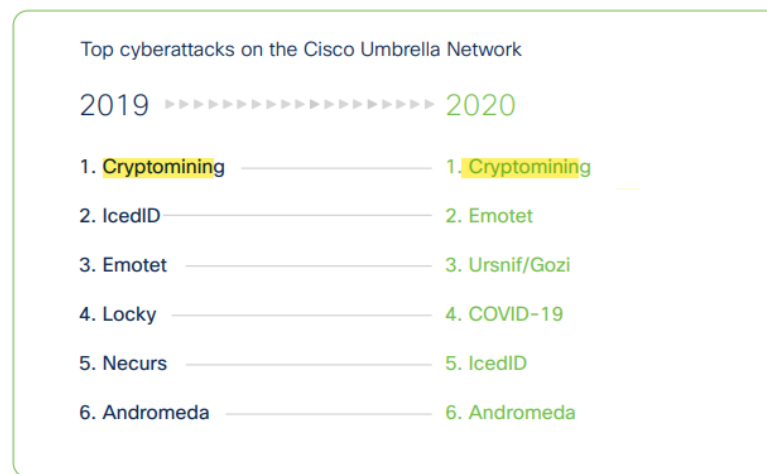 Top cyberattacks on the Cisco Umbrella Network
2019 2020
1. Cryptomining 1. Cryptomining
2. IcedID 2. Emotet
3. Emotet 3. Ursnif/Gozi
4. Locky 4. COVID-19
5. Necurs 5. IcedID
6. Andromeda 6. Andromeda